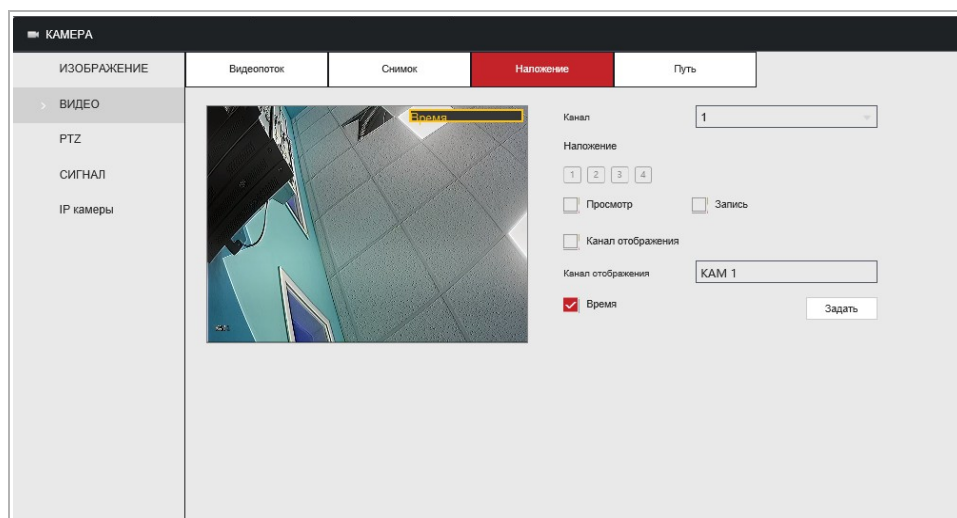 КАМЕРА
ИЗОБРАЖЕНИЕ
ВИДЕО
PTZ
СИГНАЛ
IP камеры
Видеопоток Снимок Наложение Путь
Время
Канал 1
Наложение
1 2 3 4
Просмотр Запись
Канал отображения
Канал отображения КАМ 1
Время Задать